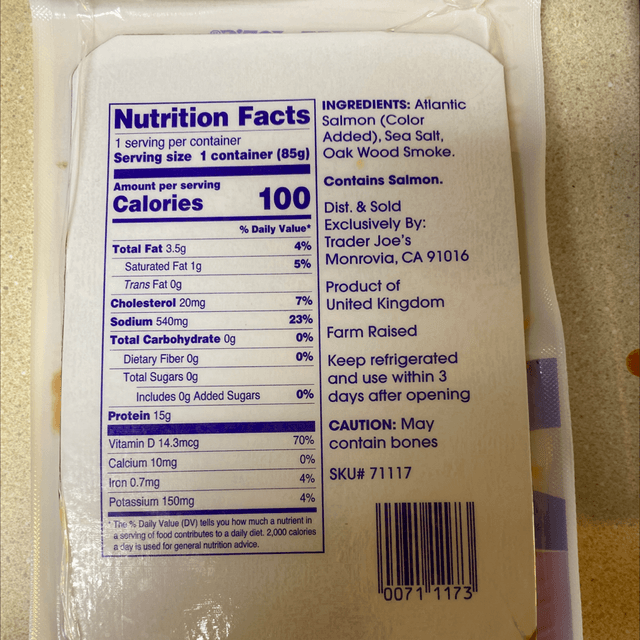 Nutrition Facts
1 serving per container
Serving size 1 container (85g)
Amount per serving
Calories 100
% Daily Value*
Total Fat 3.5g 4%
Saturated Fat 1g 5%
Trans Fat 0g
Cholesterol 20mg 7%
Sodium 540mg 23%
Total Carbohydrate 0g 0%
Dietary Fiber 0g 0%
Total Sugars 0g
Includes 0g Added Sugars 0%
Protein 15g
Vitamin D 14.3mcg 70%
Calcium 10mg 0%
Iron 0.7mg 4%
Potassium 150mg 4%
* The % Daily Value (DV) tells you how much a nutrient in
a serving of food contributes to a daily diet. 2,000 calories
a day is used for general nutrition advice.
INGREDIENTS: Atlantic
Salmon (Color
Added), Sea Salt,
Oak Wood Smoke.
Contains Salmon.
Dist. & Sold
Exclusively By:
Trader Joe's
Monrovia, CA 91016
Product of
United Kingdom
Farm Raised
Keep refrigerated
and use within 3
days after opening
CAUTION: May
contain bones
SKU# 71117
0071 1173